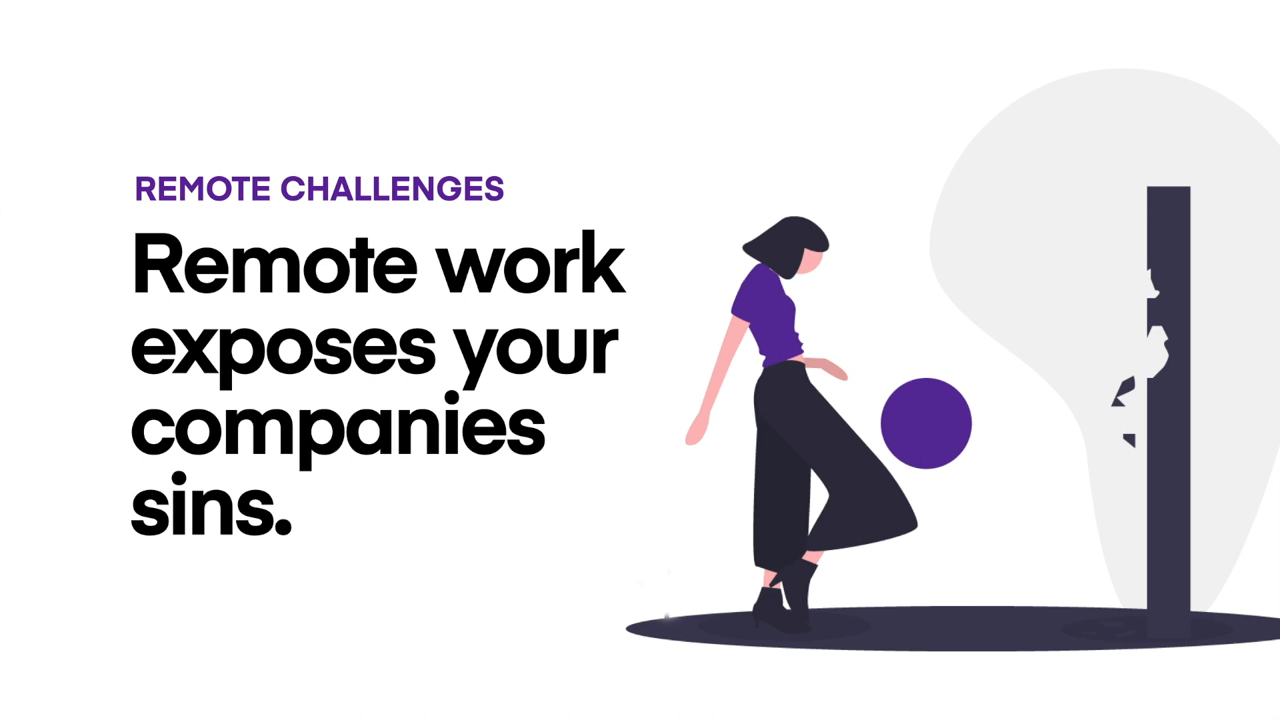 REMOTE CHALLENGES
Remote work
exposes your
companies
sins.